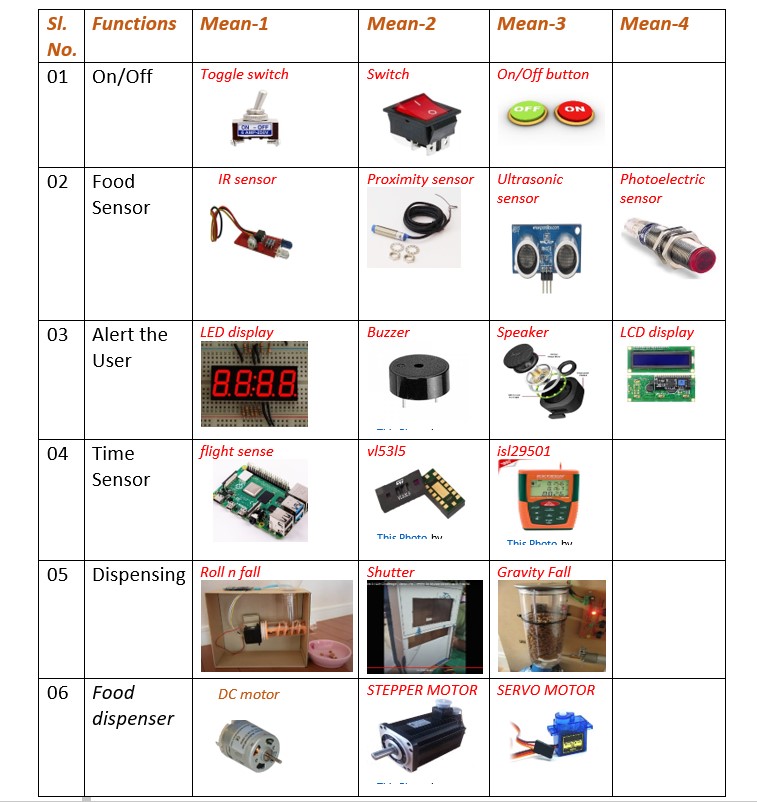 Sl. No. Functions Mean-1 Mean-2 Mean-3 Mean-4
01 On/Off Toggle switch Switch On/Off button
ON OFF
OFF ON
02 Food Sensor IR sensor Proximity sensor Ultrasonic sensor Photoelectric sensor
03 Alert the User LED display Buzzer Speaker LCD display
88:88
04 Time Sensor flight sense vl53l5 isl29501
This Photo by
This Photo by
05 Dispensing Roll n fall Shutter Gravity Fall
06 Food dispenser DC motor STEPPER MOTOR SERVO MOTOR